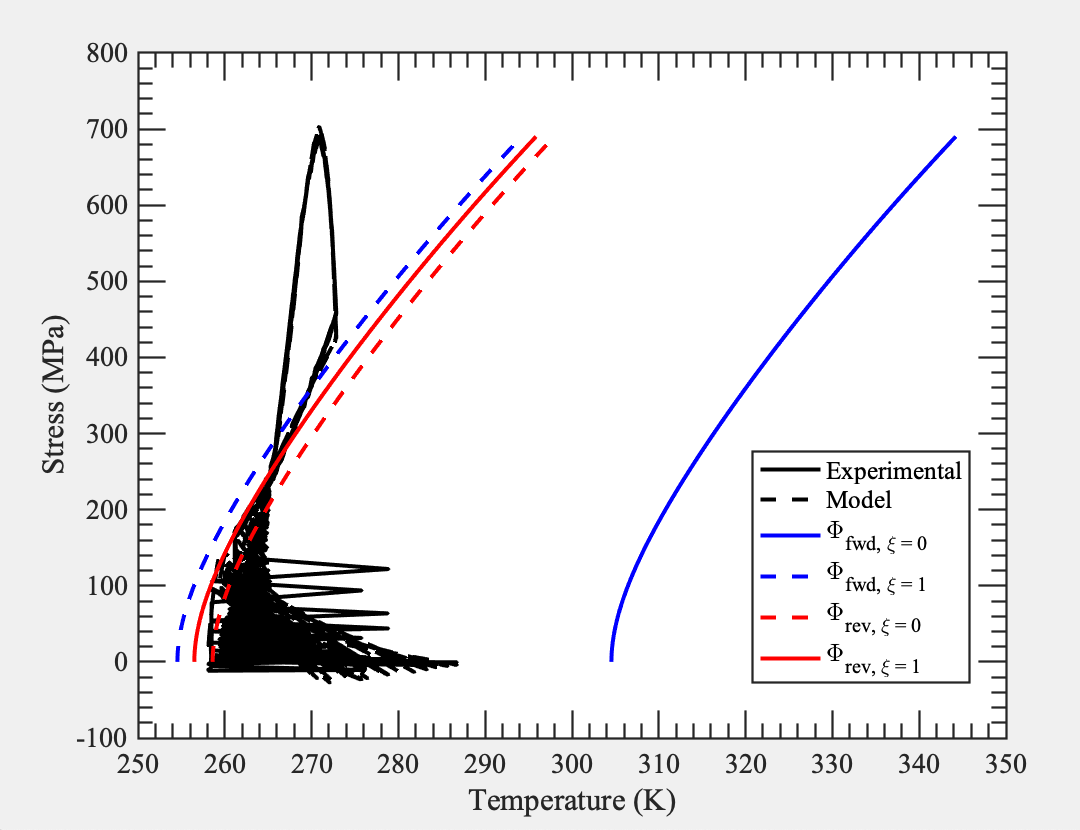 800
700
600
500
400
300
200
100
0
-100
Stress (MPa)
Experimental
Model
Φfwd, ξ = 0
Φfwd, ξ = 1
Φrev, ξ = 0
Φrev, ξ = 1
250 260 270 280 290 300 310 320 330 340 350
Temperature (K)